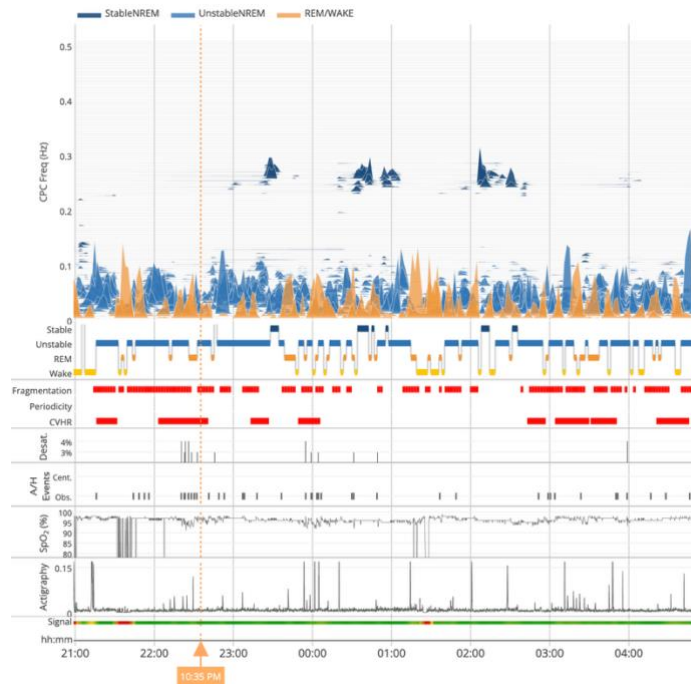 StableNREM UnstableNREM REM/WAKE
CPC Freq (Hz)
0.5
0.4
0.3
0.2
0.1
0
Stable
Unstable
REM
Wake
Fragmentation
Periodicity
CVHR
Desat.
4%
3%
A/H Events
Cent.
Obs.
SpO₂ (%)
100
95
90
85
80
Actigraphy
0.15
0
Signal
hh:mm
21:00 22:00 23:00 00:00 01:00 02:00 03:00 04:00
10:35 PM